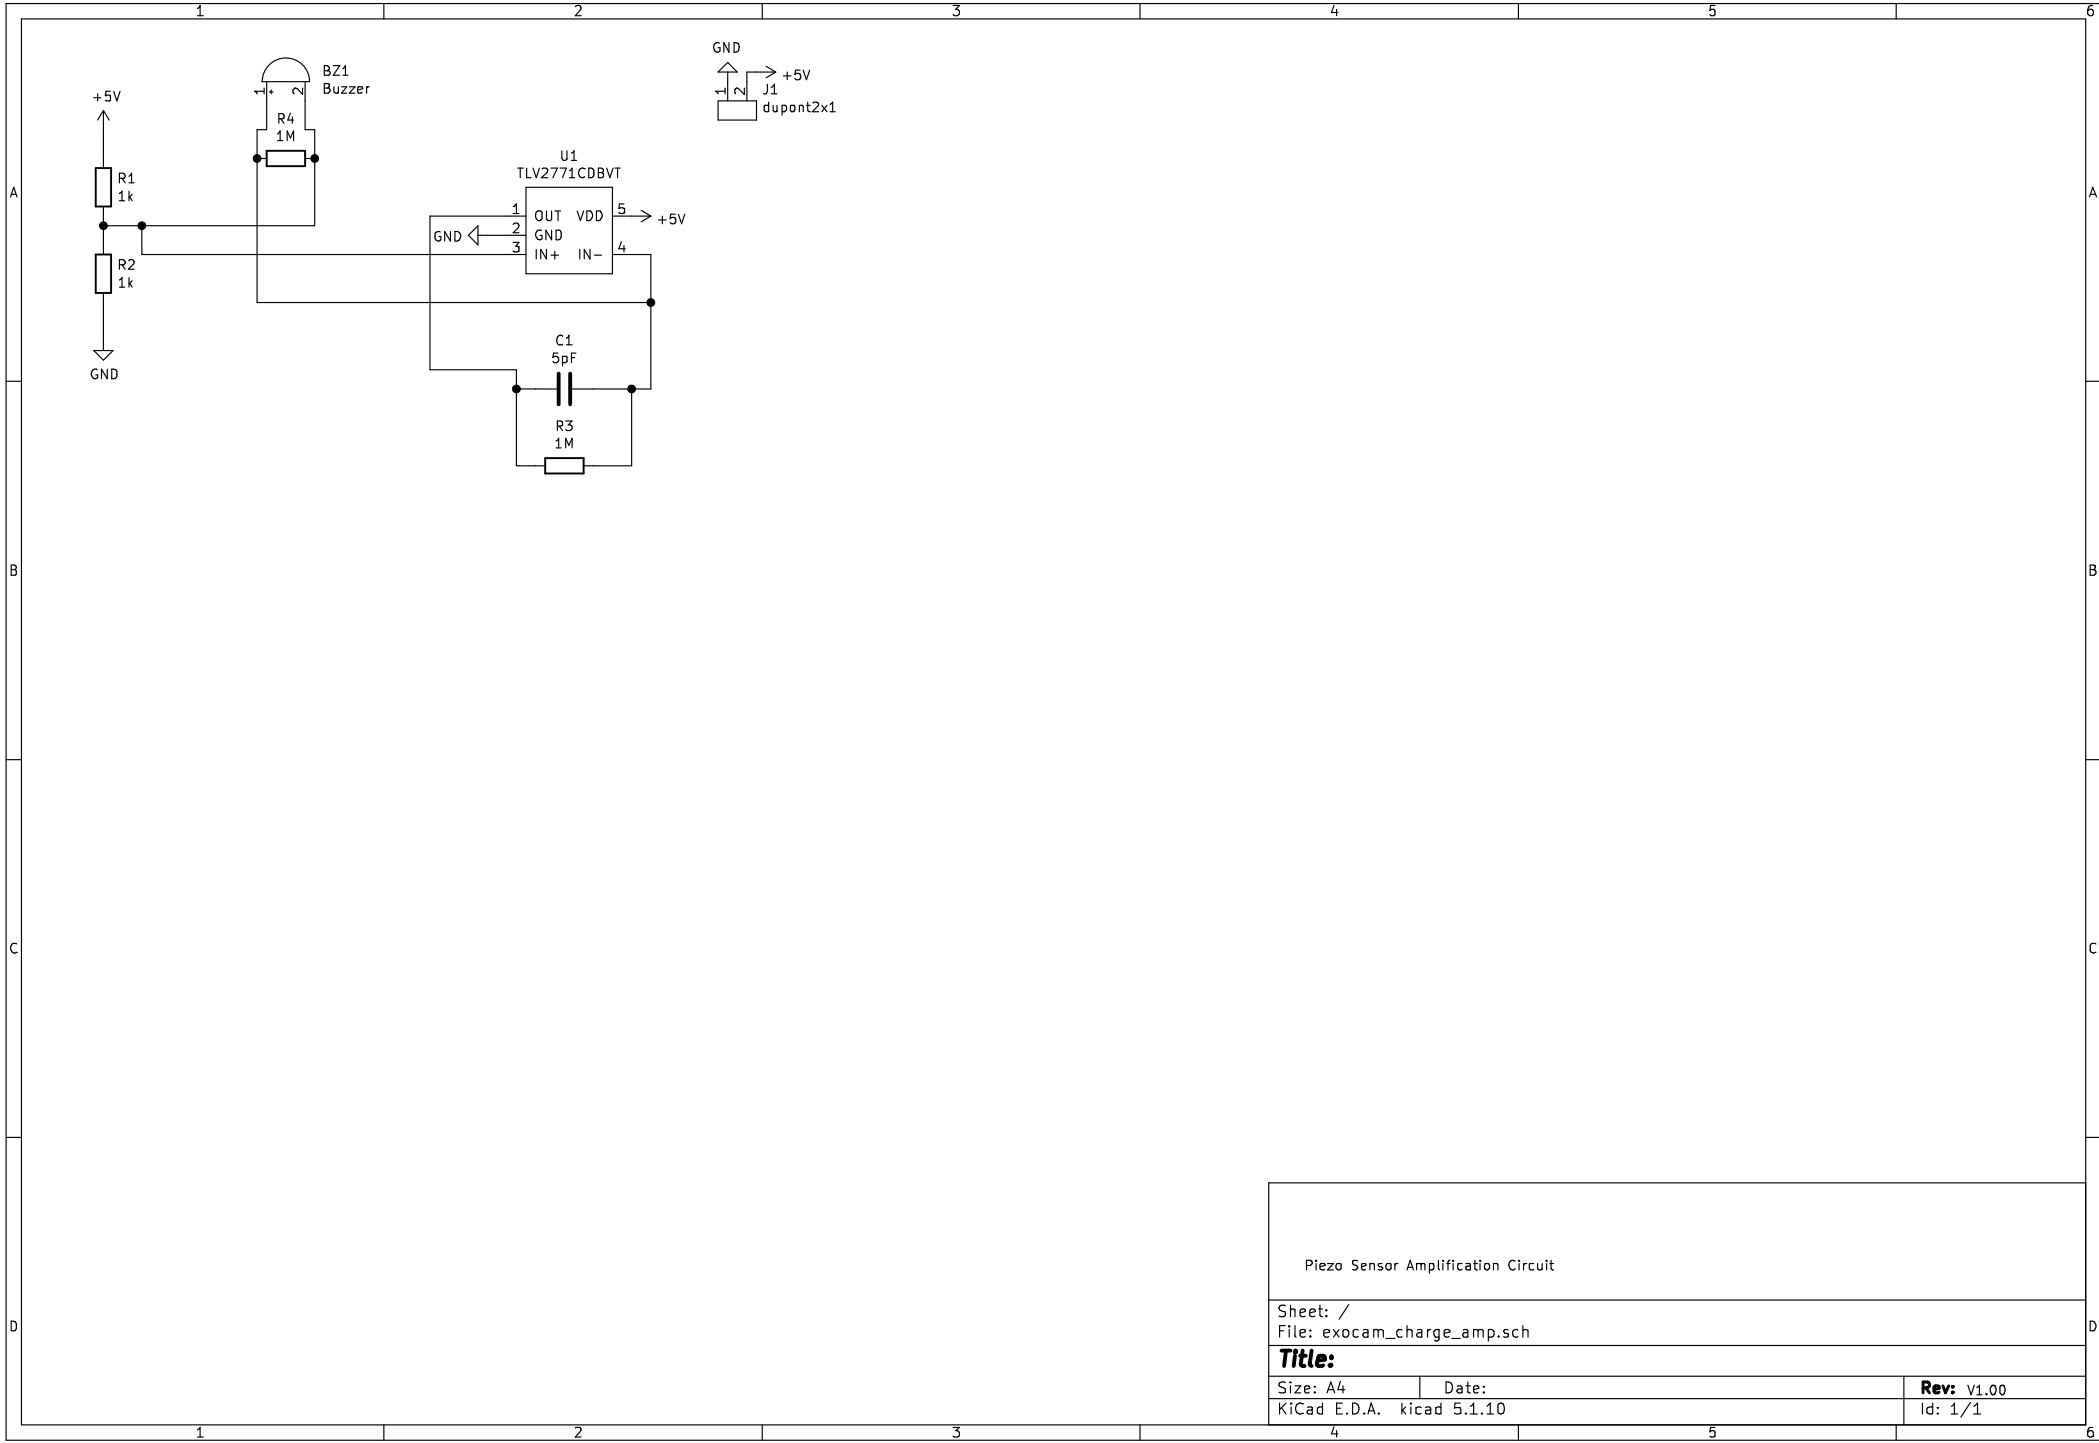 1 2 3 4 5 6
GND
+5V
J1
1 2
dupont2x1
BZ1
Buzzer
1 + 2
+5V
R4
1M
U1
TLV2771CDBVT
R1
1k
A A
1 OUT VDD 5 +5V
GND 2 GND
3 IN+ IN- 4
R2
1k
C1
5pF
GND
R3
1M
B B
C C
Piezo Sensor Amplification Circuit
Sheet: /
File: exocam_charge_amp.sch
D D
Title:
Size: A4 Date: Rev: V1.00
KiCad E.D.A. kicad 5.1.10 Id: 1/1
1 2 3 4 5 6